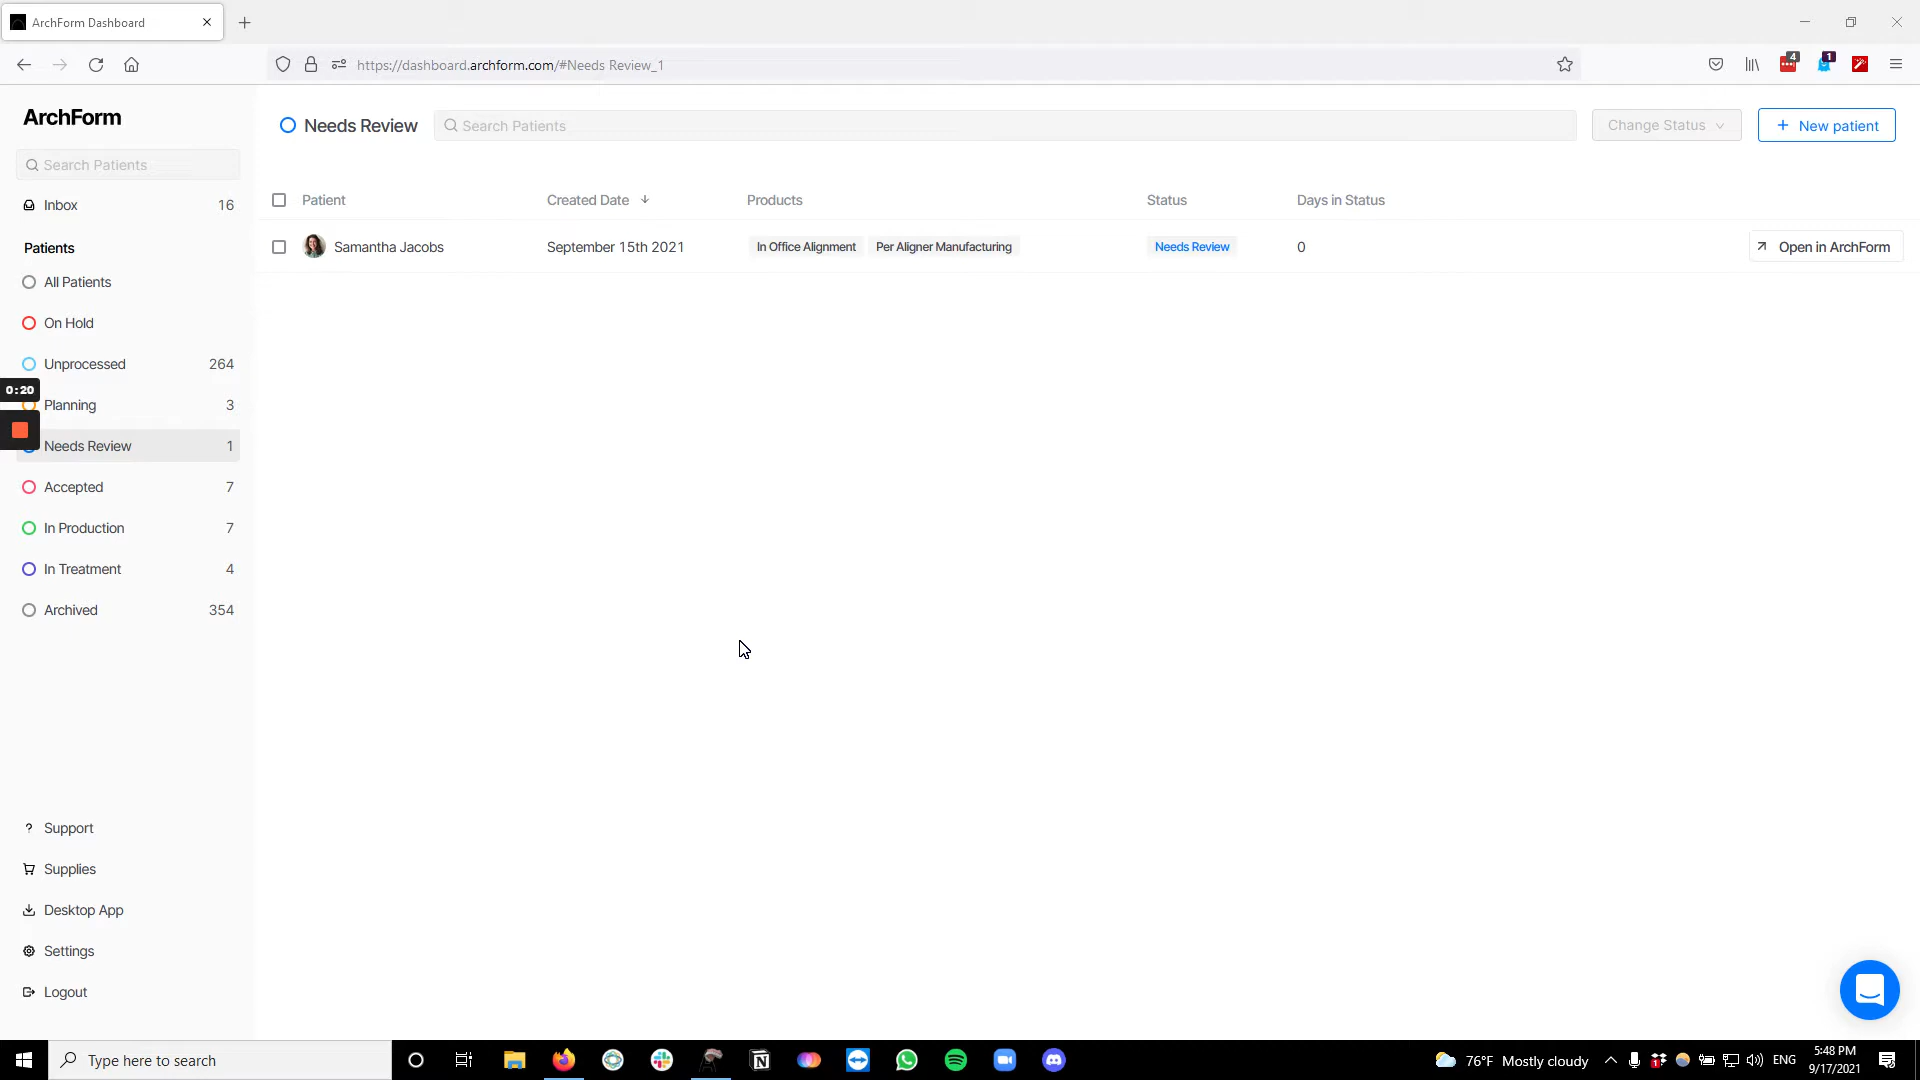 ArchForm Dashboard
https://dashboard.archform.com/#Needs Review_1
4
1
ArchForm
Search Patients
Inbox 16
Patients
All Patients
On Hold
Unprocessed 264
0:20
Planning 3
Needs Review 1
Accepted 7
In Production 7
In Treatment 4
Archived 354
Support
Supplies
Desktop App
Settings
Logout
Needs Review
Search Patients
Change Status
+ New patient
Patient Created Date Products Status Days in Status
Samantha Jacobs September 15th 2021 In Office Alignment Per Aligner Manufacturing Needs Review 0 Open in ArchForm
Type here to search
76°F Mostly cloudy
ENG
5:48 PM
9/17/2021